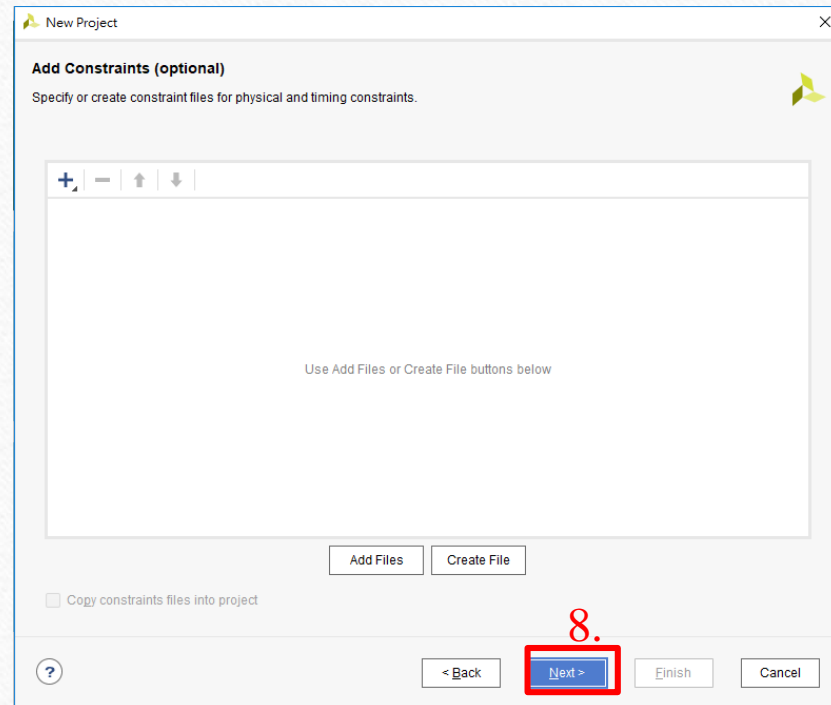 New Project
Add Constraints (optional)
Specify or create constraint files for physical and timing constraints.
Use Add Files or Create File buttons below
Add Files Create File
Copy constraints files into project
8.
? < Back Next > Finish Cancel